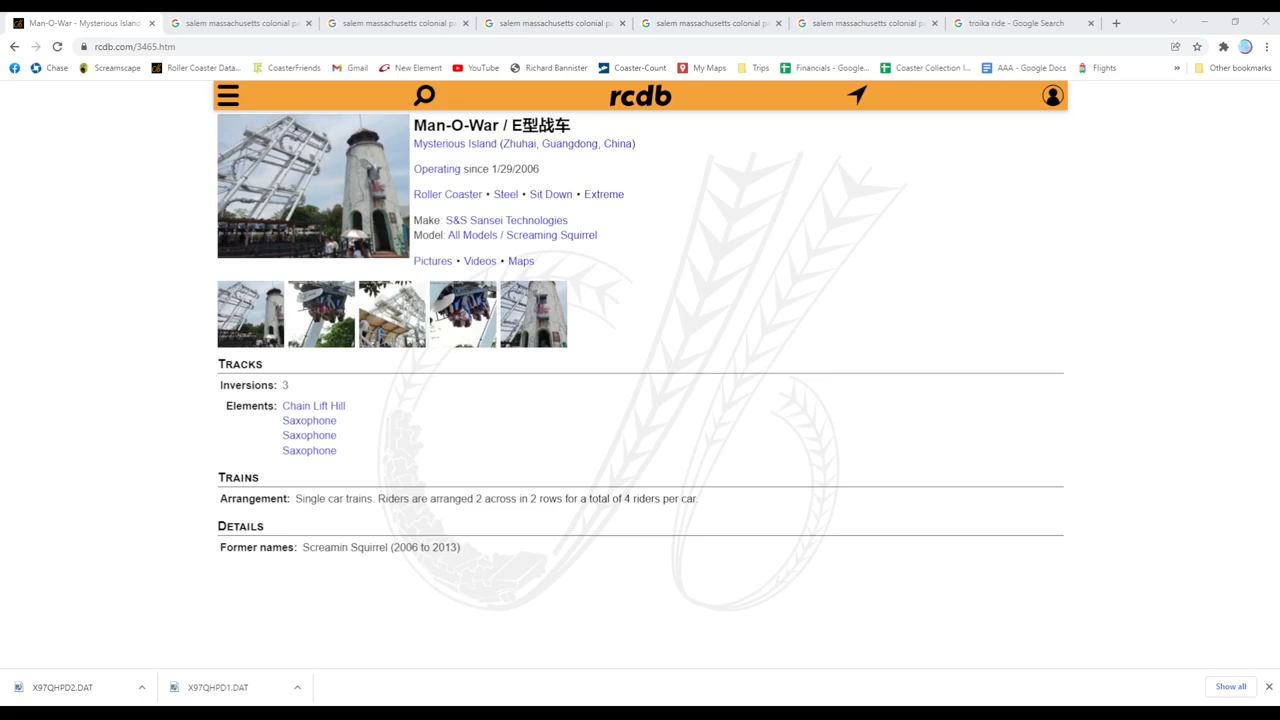 Man-O-War - Mysterious Island
salem massachusetts colonial pa
salem massachusetts colonial pa
salem massachusetts colonial pa
salem massachusetts colonial pa
salem massachusetts colonial pa
troika ride - Google Search
rcdb.com/3465.htm
Chase
Screamscape
Roller Coaster Data...
CoasterFriends
Gmail
New Element
YouTube
Richard Bannister
Coaster-Count
My Maps
Trips
Financials - Google...
Coaster Collection I...
AAA - Google Docs
Flights
»
Other bookmarks
rcdb
Man-O-War / E型战车
Mysterious Island (Zhuhai, Guangdong, China)
Operating since 1/29/2006
Roller Coaster • Steel • Sit Down • Extreme
Make: S&S Sansei Technologies
Model: All Models / Screaming Squirrel
Pictures • Videos • Maps
TRACKS
Inversions: 3
Elements: Chain Lift Hill
Saxophone
Saxophone
Saxophone
TRAINS
Arrangement: Single car trains. Riders are arranged 2 across in 2 rows for a total of 4 riders per car.
DETAILS
Former names: Screamin Squirrel (2006 to 2013)
X97QHPD2.DAT
X97QHPD1.DAT
Show all